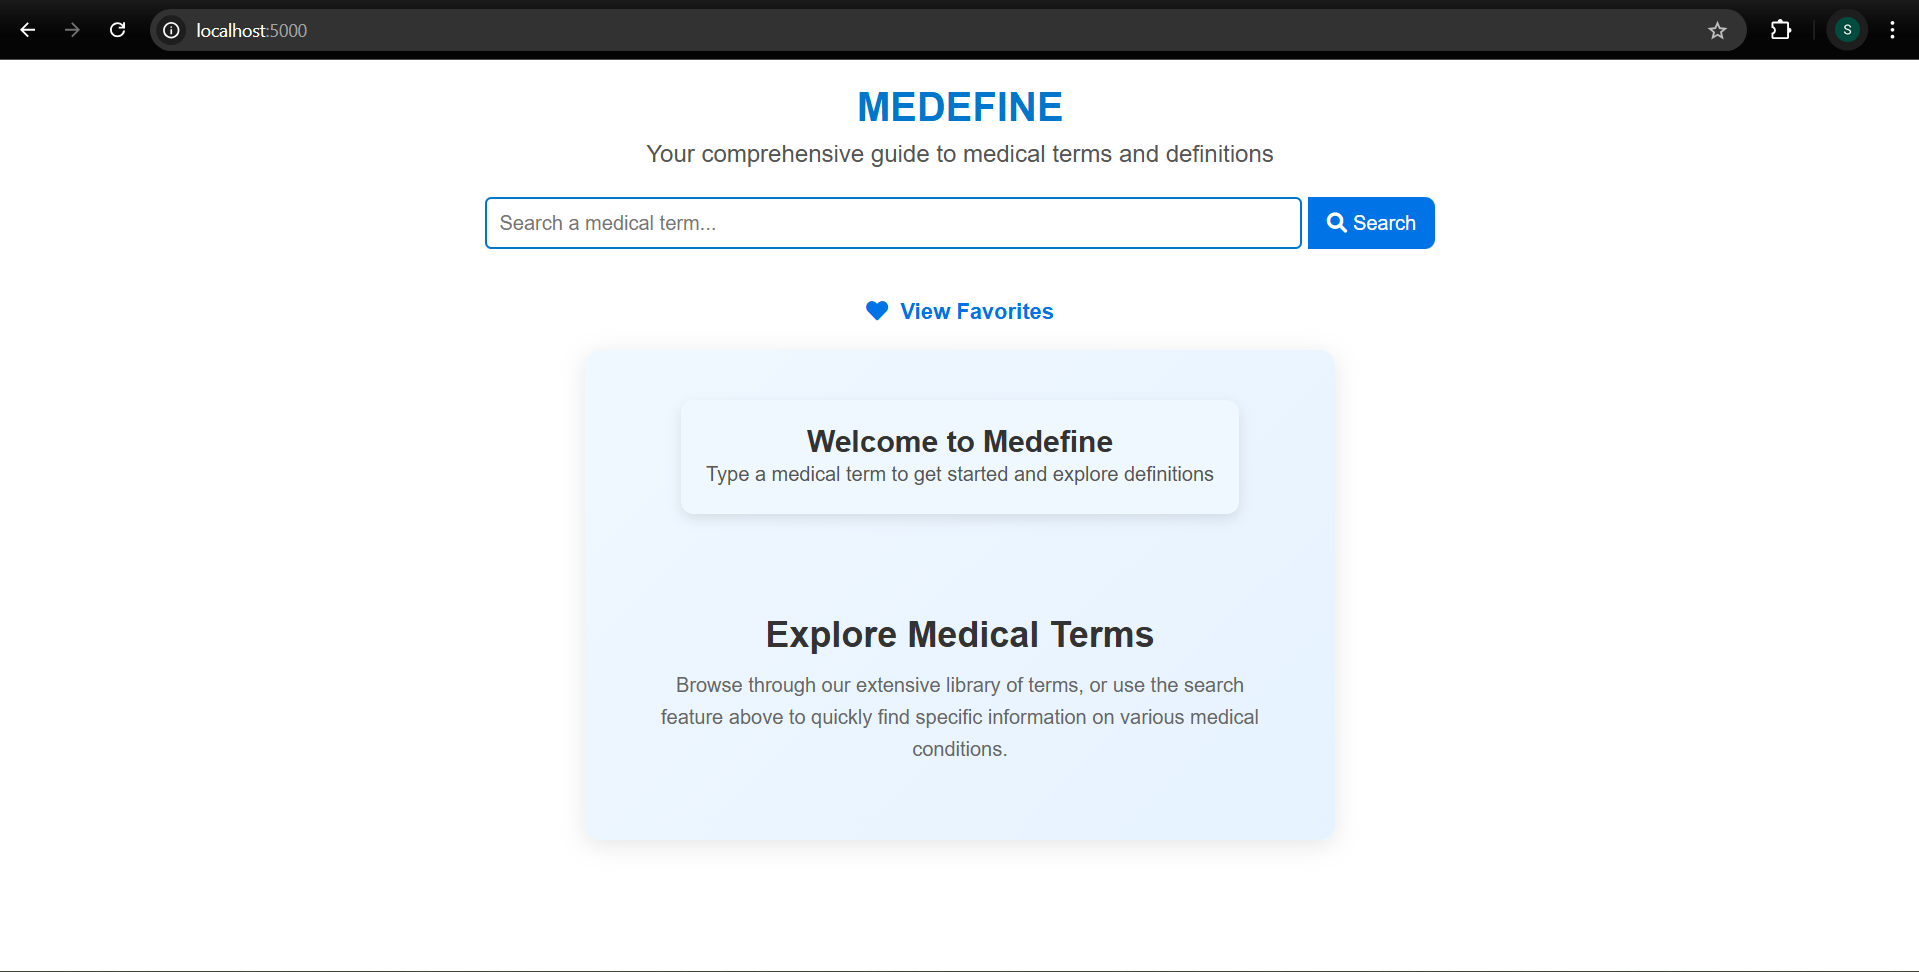 localhost:5000
S
MEDEFINE
Your comprehensive guide to medical terms and definitions
Search a medical term...
Search
View Favorites
Welcome to Medefine
Type a medical term to get started and explore definitions
Explore Medical Terms
Browse through our extensive library of terms, or use the search
feature above to quickly find specific information on various medical
conditions.